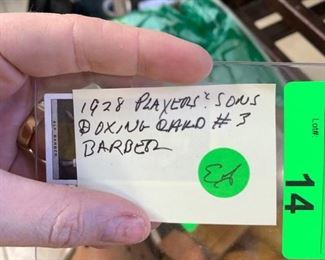 1928 PLAYERS & SONS
BOXING CARD # 3
BARBER
Lot#:
14